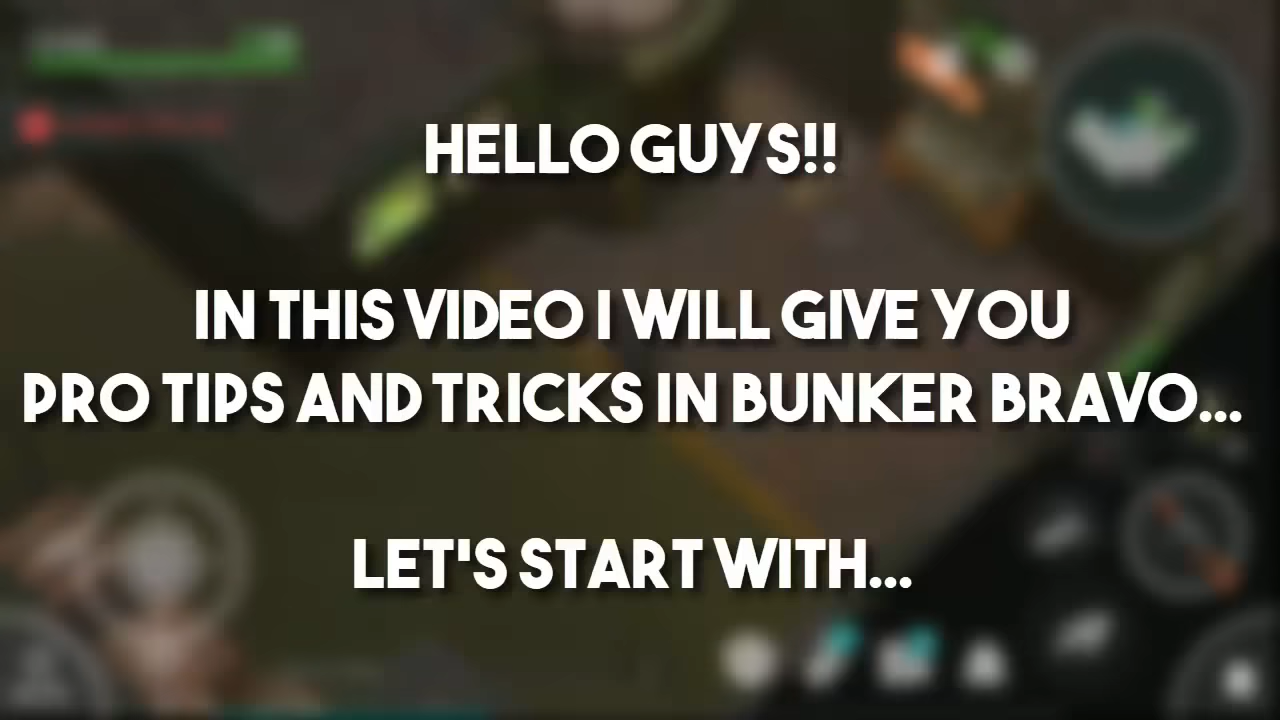 HELLO GUYS!!
IN THIS VIDEO I WILL GIVE YOU
PRO TIPS AND TRICKS IN BUNKER BRAVO...
LET'S START WITH...